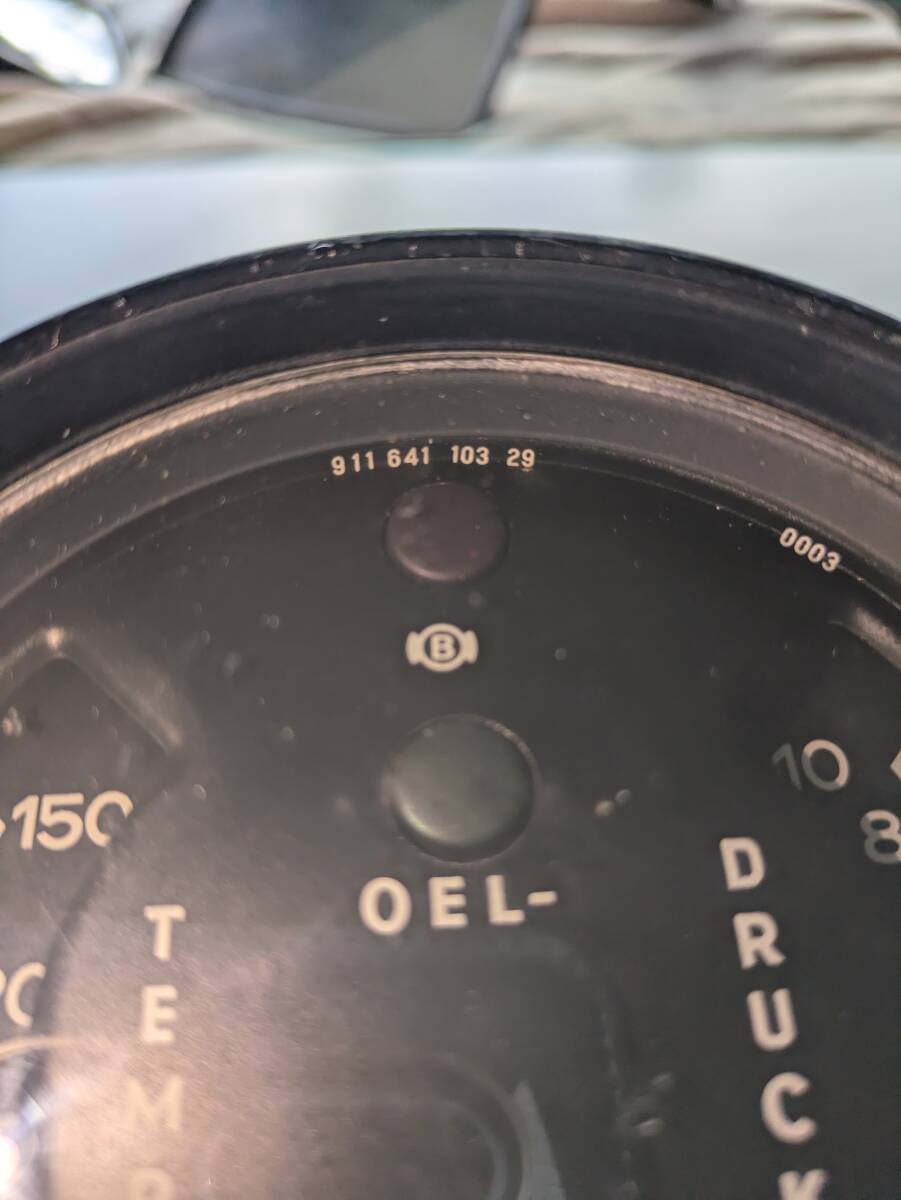 911 641 103 29
0003
B
10
8
150
OEL-
TEMP
DRUCK